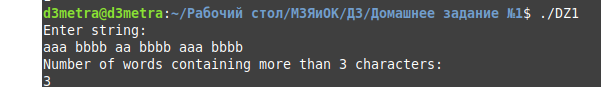 d3metra@d3metra:~/Рабочий стол/МЗЯиОК/ДЗ/Домашнее задание №1$ ./DZ1
Enter string:
aaa bbbb aa bbbb aaa bbbb
Number of words containing more than 3 characters:
3